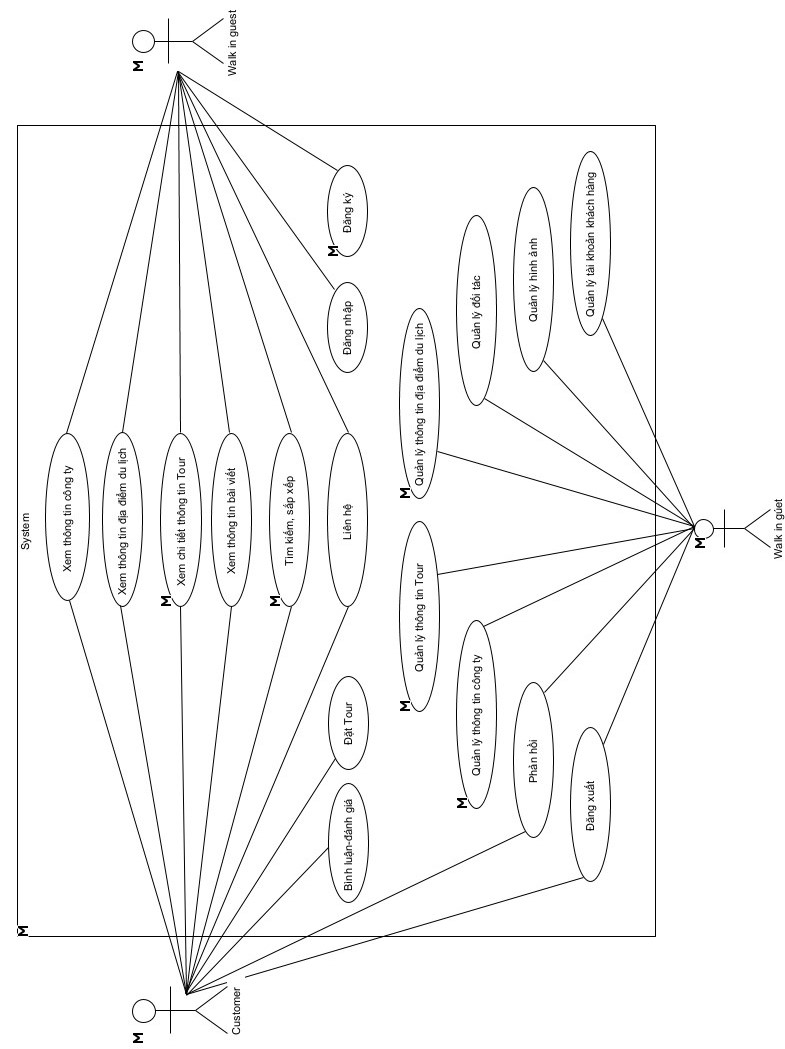 M
System
Xem thông tin công ty
Xem thông tin địa điểm du lịch
M
M
M
Xem chi tiết thông tin Tour
Customer
Xem thông tin bài viết
Walk in guest
M
Tìm kiếm, sắp xếp
M
Bình luận-đánh giá
Đặt Tour
Liên hệ
Đăng nhập
Đăng ký
M
M
Quản lý thông tin Tour
Quản lý thông tin địa điểm du lịch
M
Quản lý thông tin công ty
Quản lý đối tác
Phản hồi
Quản lý hình ảnh
Đăng xuất
Quản lý tài khoản khách hàng
M
Walk in gúet